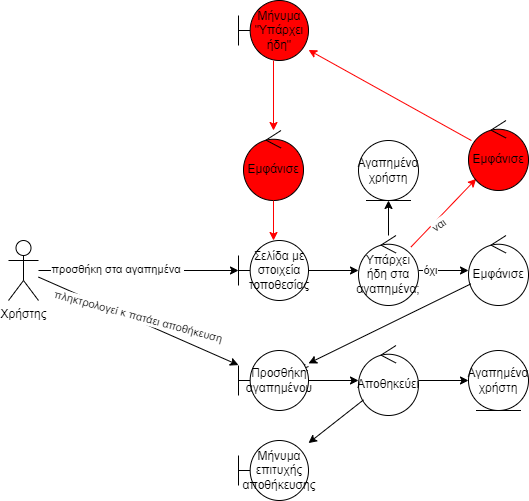 Μήνυμα
"Υπάρχει
ήδη"
Εμφάνισε
Αγαπημένα
χρήστη
Εμφάνισε
ναι
Χρήστης
προσθήκη στα αγαπημένα
Σελίδα με
στοιχεία
τοποθεσίας
Υπάρχει
ήδη στα
αγαπημένα;
όχι
Εμφάνισε
πληκτρολογεί κ πατάει αποθήκευση
Προσθήκη
αγαπημένου
Αποθηκεύει
Αγαπημένα
χρήστη
Μήνυμα
επιτυχής
αποθήκευσης